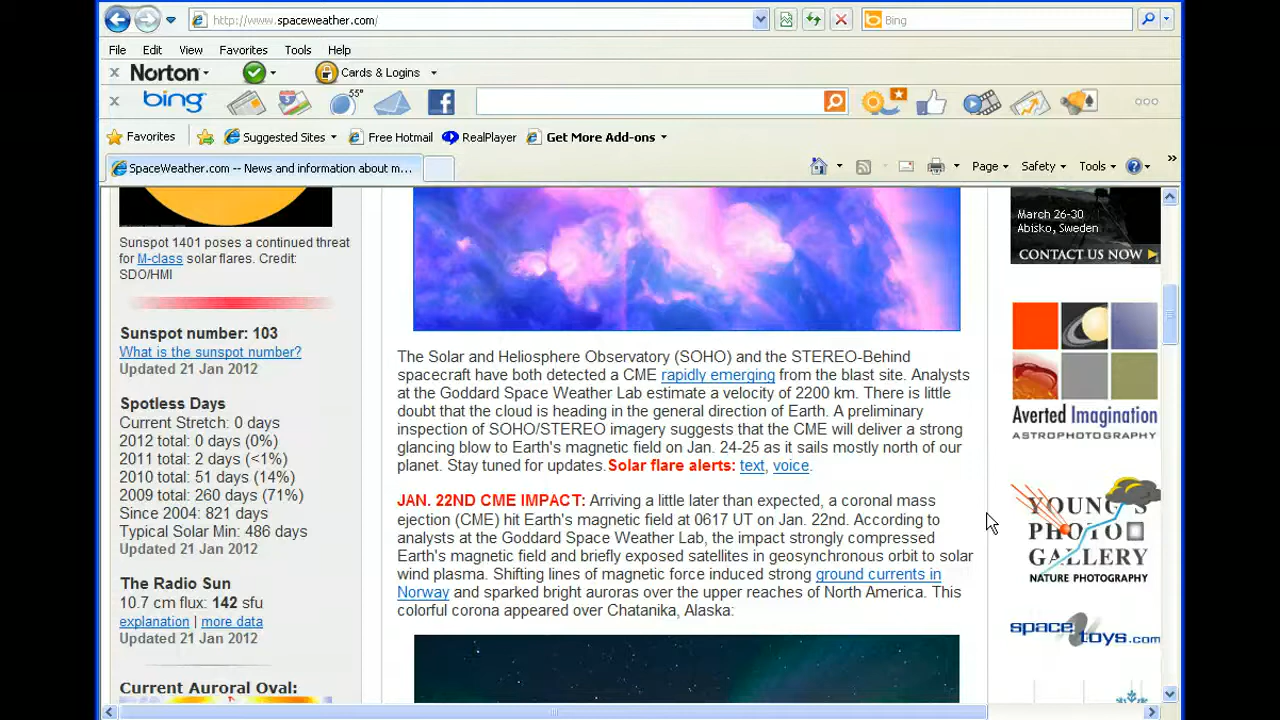 http://www.spaceweather.com/
Bing
File Edit View Favorites Tools Help
Norton
Cards & Logins
bing
55°
Favorites
Suggested Sites
Free Hotmail
RealPlayer
Get More Add-ons
SpaceWeather.com -- News and information about m...
Page
Safety
Tools
Sunspot 1401 poses a continued threat
for M-class solar flares. Credit:
SDO/HMI
Sunspot number: 103
What is the sunspot number?
Updated 21 Jan 2012
Spotless Days
Current Stretch: 0 days
2012 total: 0 days (0%)
2011 total: 2 days (<1%)
2010 total: 51 days (14%)
2009 total: 260 days (71%)
Since 2004: 821 days
Typical Solar Min: 486 days
Updated 21 Jan 2012
The Radio Sun
10.7 cm flux: 142 sfu
explanation | more data
Updated 21 Jan 2012
Current Auroral Oval:
The Solar and Heliosphere Observatory (SOHO) and the STEREO-Behind
spacecraft have both detected a CME rapidly emerging from the blast site. Analysts
at the Goddard Space Weather Lab estimate a velocity of 2200 km. There is little
doubt that the cloud is heading in the general direction of Earth. A preliminary
inspection of SOHO/STEREO imagery suggests that the CME will deliver a strong
glancing blow to Earth's magnetic field on Jan. 24-25 as it sails mostly north of our
planet. Stay tuned for updates.Solar flare alerts: text, voice.
JAN. 22ND CME IMPACT: Arriving a little later than expected, a coronal mass
ejection (CME) hit Earth's magnetic field at 0617 UT on Jan. 22nd. According to
analysts at the Goddard Space Weather Lab, the impact strongly compressed
Earth's magnetic field and briefly exposed satellites in geosynchronous orbit to solar
wind plasma. Shifting lines of magnetic force induced strong ground currents in
Norway and sparked bright auroras over the upper reaches of North America. This
colorful corona appeared over Chatanika, Alaska:
March 26-30
Abisko, Sweden
CONTACT US NOW
Averted Imagination
ASTROPHOTOGRAPHY
YOUNG'S
PHOTO
GALLERY
NATURE PHOTOGRAPHY
spacetoys.com